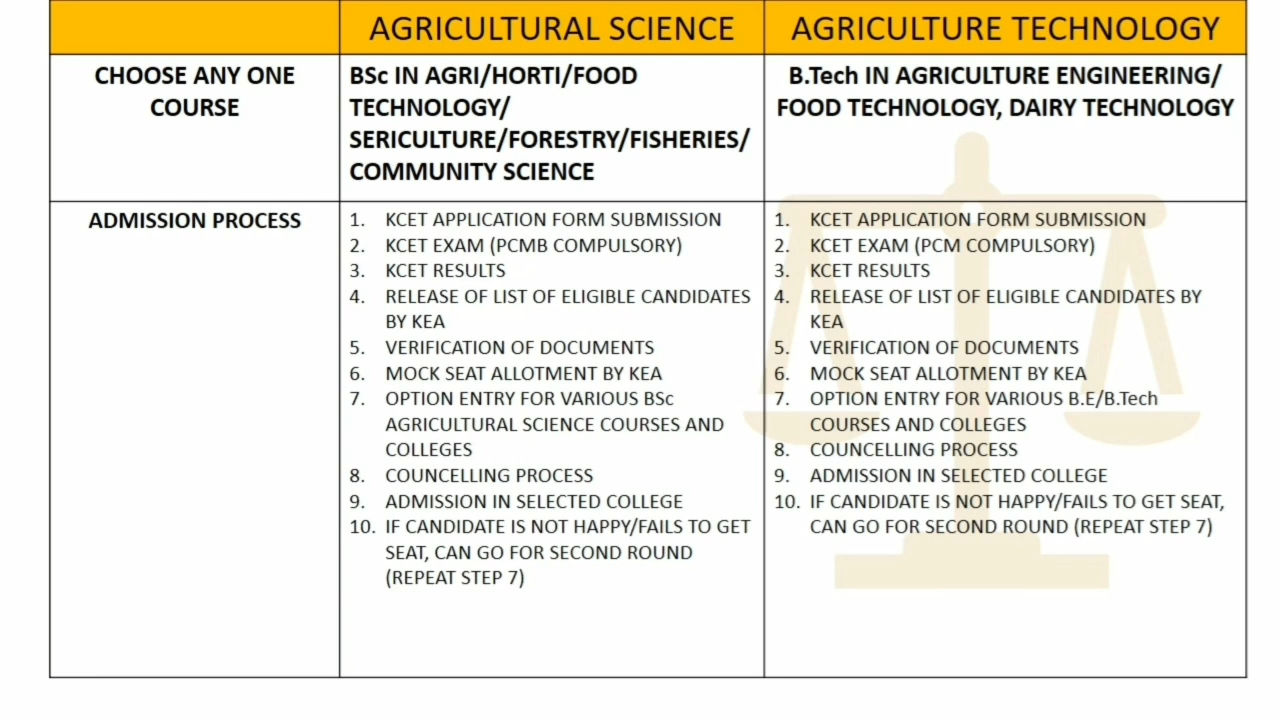 AGRICULTURAL SCIENCE
AGRICULTURE TECHNOLOGY
CHOOSE ANY ONE
COURSE
BSc IN AGRI/HORTI/FOOD
TECHNOLOGY/
SERICULTURE/FORESTRY/FISHERIES/
COMMUNITY SCIENCE
B.Tech IN AGRICULTURE ENGINEERING/
FOOD TECHNOLOGY, DAIRY TECHNOLOGY
ADMISSION PROCESS
1. KCET APPLICATION FORM SUBMISSION
2. KCET EXAM (PCMB COMPULSORY)
3. KCET RESULTS
4. RELEASE OF LIST OF ELIGIBLE CANDIDATES
BY KEA
5. VERIFICATION OF DOCUMENTS
6. MOCK SEAT ALLOTMENT BY KEA
7. OPTION ENTRY FOR VARIOUS BSc
AGRICULTURAL SCIENCE COURSES AND
COLLEGES
8. COUNCELLING PROCESS
9. ADMISSION IN SELECTED COLLEGE
10. IF CANDIDATE IS NOT HAPPY/FAILS TO GET
SEAT, CAN GO FOR SECOND ROUND
(REPEAT STEP 7)
1. KCET APPLICATION FORM SUBMISSION
2. KCET EXAM (PCM COMPULSORY)
3. KCET RESULTS
4. RELEASE OF LIST OF ELIGIBLE CANDIDATES BY
KEA
5. VERIFICATION OF DOCUMENTS
6. MOCK SEAT ALLOTMENT BY KEA
7. OPTION ENTRY FOR VARIOUS B.E/B.Tech
COURSES AND COLLEGES
8. COUNCELLING PROCESS
9. ADMISSION IN SELECTED COLLEGE
10. IF CANDIDATE IS NOT HAPPY/FAILS TO GET SEAT,
CAN GO FOR SECOND ROUND (REPEAT STEP 7)